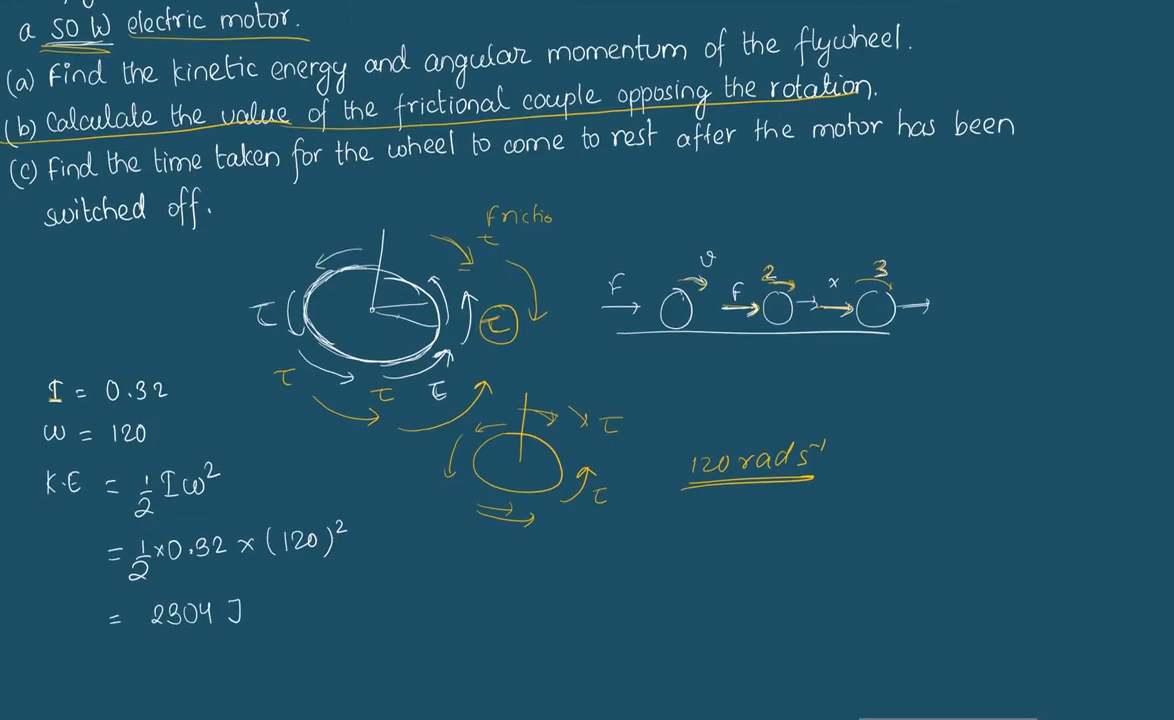 a 50 W electric motor.
(a) Find the kinetic energy and angular momentum of the flywheel.
(b) Calculate the value of the frictional couple opposing the rotation.
(c) Find the time taken for the wheel to come to rest after the motor has been
switched off.
Frictio
τ
F
v
F
2
x
3
τ
τ
τ
τ
τ
I = 0.32
ω = 120
τ
τ
120 rad s⁻¹
K.E = 1/2 Iω²
= 1/2 × 0.32 × (120)²
= 2304 J